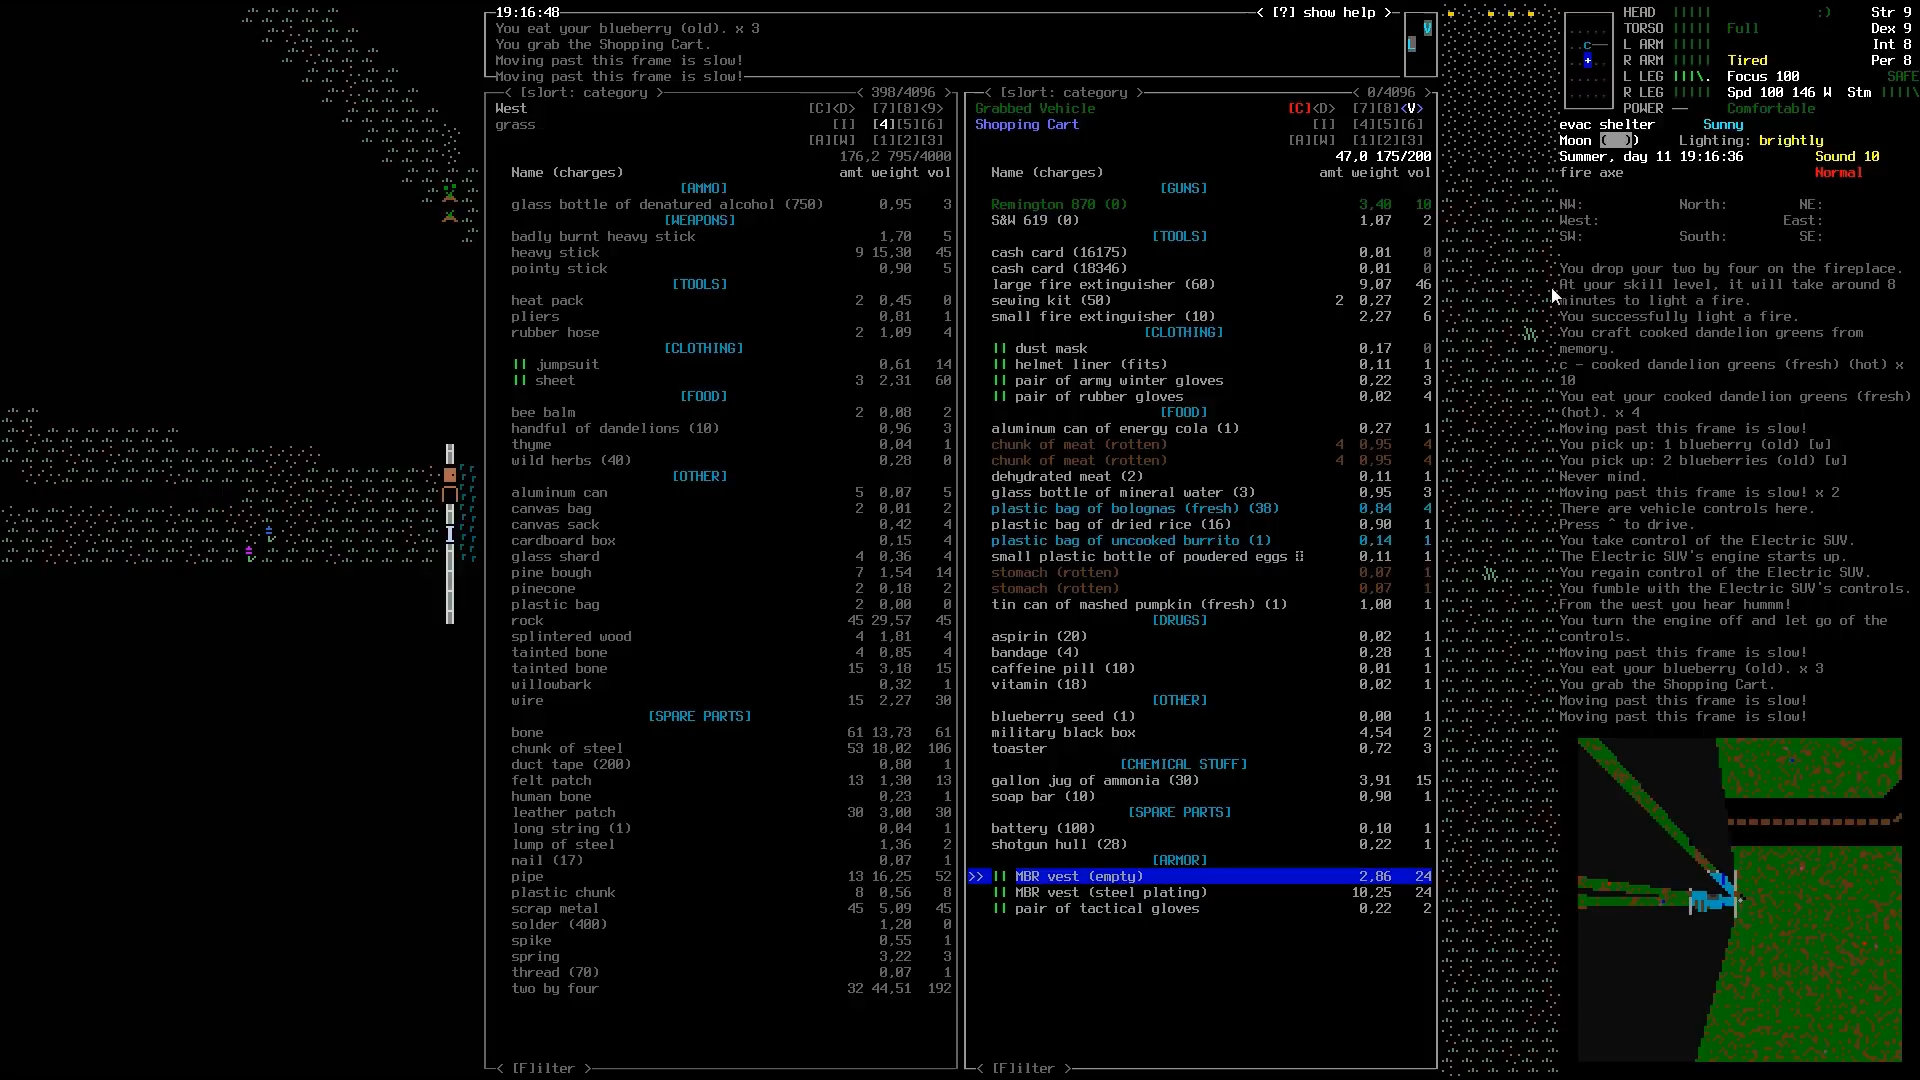 19:16:48 < [?] show help >
You eat your blueberry (old). x 3
You grab the Shopping Cart.
Moving past this frame is slow!
Moving past this frame is slow!
V
L
< [s]ort: category > < 398/4096 >
West [C]<D> [7][8]<9>
grass [I] [4][5][6]
[A][W] [1][2][3]
176,2 795/4000
Name (charges) amt weight vol
[AMMO]
glass bottle of denatured alcohol (750) 0,95 3
[WEAPONS]
badly burnt heavy stick 1,70 5
heavy stick 9 15,30 45
pointy stick 0,90 5
[TOOLS]
heat pack 2 0,45 0
pliers 0,81 1
rubber hose 2 1,09 4
[CLOTHING]
|| jumpsuit 0,61 14
|| sheet 3 2,31 60
[FOOD]
bee balm 2 0,08 2
handful of dandelions (10) 0,96 3
thyme 0,04 1
wild herbs (40) 0,28 0
[OTHER]
aluminum can 5 0,07 5
canvas bag 2 0,01 2
canvas sack 0,42 4
cardboard box 0,15 4
glass shard 4 0,36 4
pine bough 7 1,54 14
pinecone 2 0,18 2
plastic bag 2 0,00 0
rock 45 29,57 45
splintered wood 4 1,81 4
tainted bone 4 0,85 4
tainted bone 15 3,18 15
willowbark 0,32 1
wire 15 2,27 30
[SPARE PARTS]
bone 61 13,73 61
chunk of steel 53 18,02 106
duct tape (200) 0,80 1
felt patch 13 1,30 13
human bone 0,23 1
leather patch 30 3,00 30
long string (1) 0,04 1
lump of steel 1,36 2
nail (17) 0,07 1
pipe 13 16,25 52
plastic chunk 8 0,56 8
scrap metal 45 5,09 45
solder (400) 1,20 0
spike 0,55 1
spring 3,22 3
thread (70) 0,07 1
two by four 32 44,51 192
< [F]ilter >
< [s]ort: category > < 0/4096 >
Grabbed Vehicle [C]<D> [7][8]<V>
Shopping Cart [I] [4][5][6]
[A][W] [1][2][3]
47,0 175/200
Name (charges) amt weight vol
[GUNS]
Remington 870 (0) 3,40 10
S&W 619 (0) 1,07 2
[TOOLS]
cash card (16175) 0,01 0
cash card (18346) 0,01 0
large fire extinguisher (60) 9,07 46
sewing kit (50) 2 0,27 2
small fire extinguisher (10) 2,27 6
[CLOTHING]
|| dust mask 0,17 0
|| helmet liner (fits) 0,11 1
|| pair of army winter gloves 0,22 3
|| pair of rubber gloves 0,02 4
[FOOD]
aluminum can of energy cola (1) 0,27 1
chunk of meat (rotten) 4 0,95 4
chunk of meat (rotten) 4 0,95 4
dehydrated meat (2) 0,11 1
glass bottle of mineral water (3) 0,95 3
plastic bag of bolognas (fresh) (38) 0,84 4
plastic bag of dried rice (16) 0,90 1
plastic bag of uncooked burrito (1) 0,14 1
small plastic bottle of powdered eggs 0,11 1
stomach (rotten) 0,07 1
stomach (rotten) 0,07 1
tin can of mashed pumpkin (fresh) (1) 1,00 1
[DRUGS]
aspirin (20) 0,02 1
bandage (4) 0,28 1
caffeine pill (10) 0,01 1
vitamin (18) 0,02 1
[OTHER]
blueberry seed (1) 0,00 1
military black box 4,54 2
toaster 0,72 3
[CHEMICAL STUFF]
gallon jug of ammonia (30) 3,91 15
soap bar (10) 0,90 1
[SPARE PARTS]
battery (100) 0,10 1
shotgun hull (28) 0,22 1
[ARMOR]
>> || MBR vest (empty) 2,86 24
|| MBR vest (steel plating) 10,25 24
|| pair of tactical gloves 0,22 2
< [F]ilter >
HEAD ||||| :) Str 9
TORSO ||||| Full Dex 9
L ARM ||||| Int 8
R ARM ||||| Tired Per 8
L LEG |||\. Focus 100 SAFE
R LEG ||||| Spd 100 146 W Stm ||||\
POWER — Comfortable
evac shelter Sunny
Moon (  ) Lighting: brightly
Summer, day 11 19:16:36 Sound 10
fire axe Normal
NW: North: NE:
West: East:
SW: South: SE:
You drop your two by four on the fireplace.
At your skill level, it will take around 8
minutes to light a fire.
You successfully light a fire.
You craft cooked dandelion greens from
memory.
c - cooked dandelion greens (fresh) (hot) x
10
You eat your cooked dandelion greens (fresh)
(hot). x 4
Moving past this frame is slow!
You pick up: 1 blueberry (old) [w]
You pick up: 2 blueberries (old) [w]
Never mind.
Moving past this frame is slow! x 2
There are vehicle controls here.
Press ^ to drive.
You take control of the Electric SUV.
The Electric SUV's engine starts up.
You regain control of the Electric SUV.
You fumble with the Electric SUV's controls.
From the west you hear hummm!
You turn the engine off and let go of the
controls.
Moving past this frame is slow!
You eat your blueberry (old). x 3
You grab the Shopping Cart.
Moving past this frame is slow!
Moving past this frame is slow!